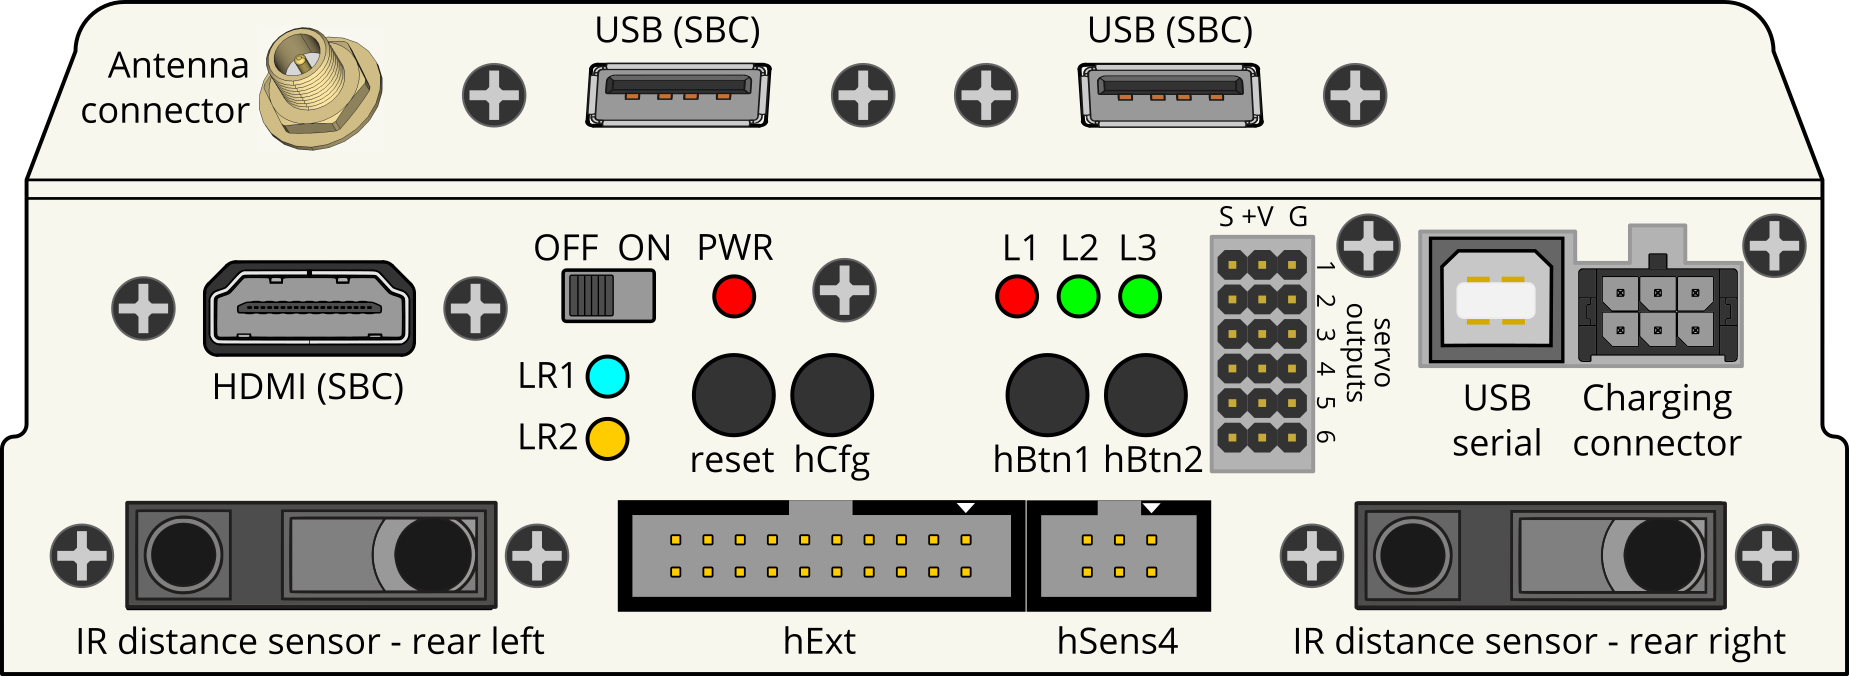 Antenna
connector
USB (SBC)
USB (SBC)
HDMI (SBC)
OFF ON
PWR
LR1
LR2
reset
hCfg
L1 L2 L3
hBtn1 hBtn2
S +V G
1
2
3
4
5
6
servo
outputs
USB
serial
Charging
connector
IR distance sensor - rear left
hExt
hSens4
IR distance sensor - rear right